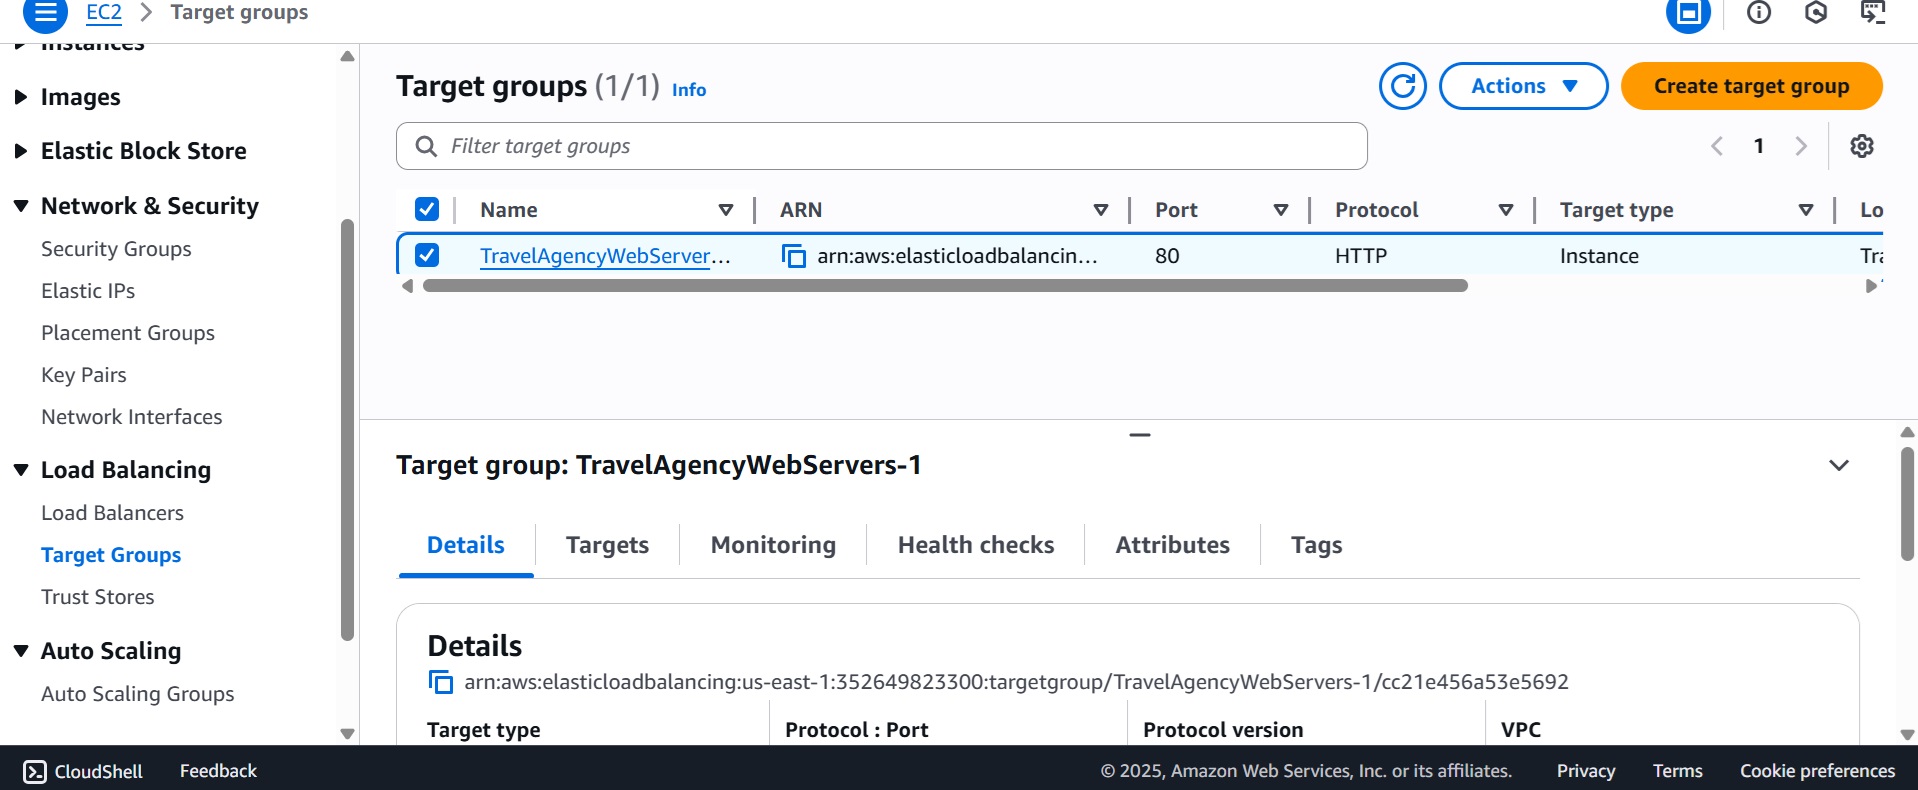 EC2 > Target groups
Instances
Images
Elastic Block Store
Network & Security
Security Groups
Elastic IPs
Placement Groups
Key Pairs
Network Interfaces
Load Balancing
Load Balancers
Target Groups
Trust Stores
Auto Scaling
Auto Scaling Groups
Target groups (1/1) Info
Actions
Create target group
Filter target groups
1
Name ARN Port Protocol Target type Lo
TravelAgencyWebServer... arn:aws:elasticloadbalancin... 80 HTTP Instance Tra
Target group: TravelAgencyWebServers-1
Details Targets Monitoring Health checks Attributes Tags
Details
arn:aws:elasticloadbalancing:us-east-1:352649823300:targetgroup/TravelAgencyWebServers-1/cc21e456a53e5692
Target type Protocol : Port Protocol version VPC
CloudShell Feedback © 2025, Amazon Web Services, Inc. or its affiliates. Privacy Terms Cookie preferences